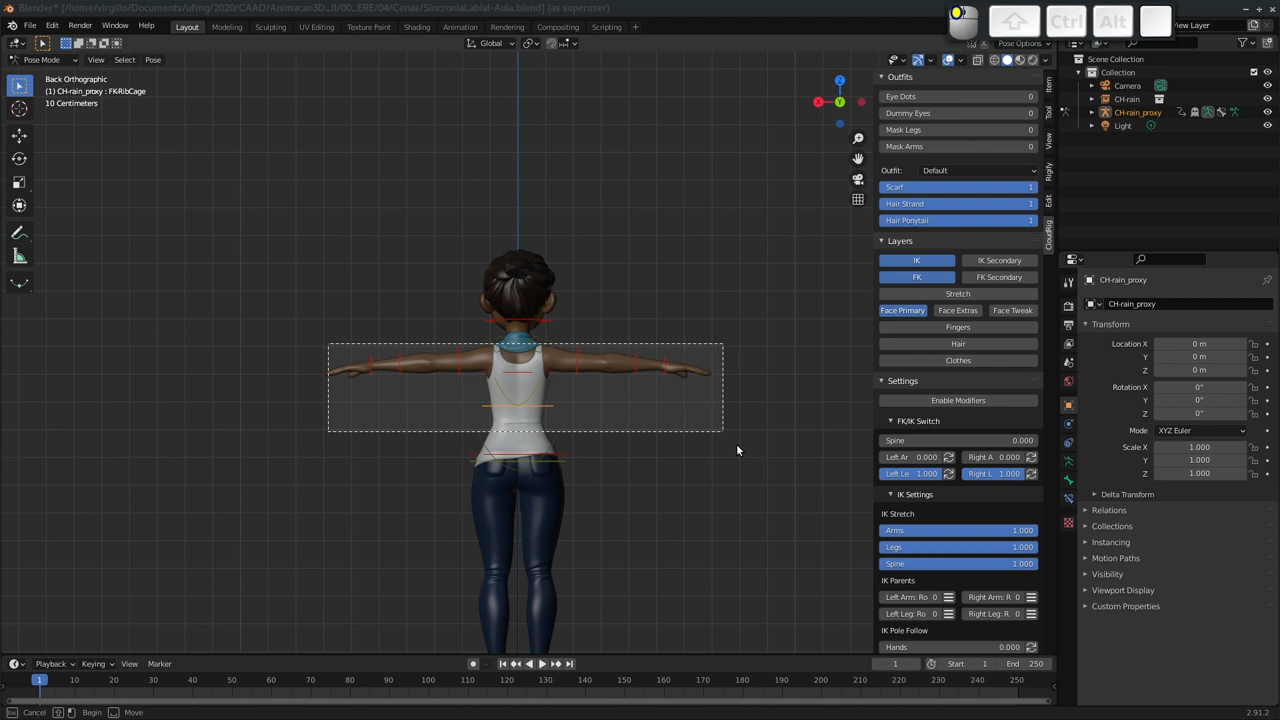 Blender* [/home/virgilio/Documents/ufmg/2020/CAAD/Animacao3D_II/00_ERE/04/Cenas/SincroniaLabial-Aula.blend] (as superuser)
File Edit Render Window Help Layout Modeling Sculpting UV Editing Texture Paint Shading Animation Rendering Compositing Scripting
Ctrl Alt
View Layer
Global
Pose Options
Pose Mode View Select Pose
Back Orthographic
(1) CH-rain_proxy : FK-RibCage
10 Centimeters
X
Y
Z
Outfits
Eye Dots 0
Dummy Eyes 0
Mask Legs 0
Mask Arms 0
Outfit: Default
Scarf 1
Hair Strand 1
Hair Ponytail 1
Layers
IK IK Secondary
FK FK Secondary
Stretch
Face Primary Face Extras Face Tweak
Fingers
Hair
Clothes
Settings
Enable Modifiers
FK/IK Switch
Spine 0.000
Left Ar 0.000 Right A 0.000
Left Le 1.000 Right L 1.000
IK Settings
IK Stretch
Arms 1.000
Legs 1.000
Spine 1.000
IK Parents
Left Arm: Ro 0 Right Arm: R 0
Left Leg: Ro 0 Right Leg: R 0
IK Pole Follow
Hands 0.000
Item
Tool
View
Rigify
Edit
CloudRig
Scene Collection
Collection
Camera
CH-rain
CH-rain_proxy
Light
CH-rain_proxy
CH-rain_proxy
Transform
Location X 0 m
Y 0 m
Z 0 m
Rotation X 0°
Y 0°
Z 0°
Mode XYZ Euler
Scale X 1.000
Y 1.000
Z 1.000
Delta Transform
Relations
Collections
Instancing
Motion Paths
Visibility
Viewport Display
Custom Properties
Playback Keying View Marker
1 Start 1 End 250
1 10 20 30 40 50 60 70 80 90 100 110 120 130 140 150 160 170 180 190 200 210 220 230 240 250
Cancel Begin Move 2.91.2